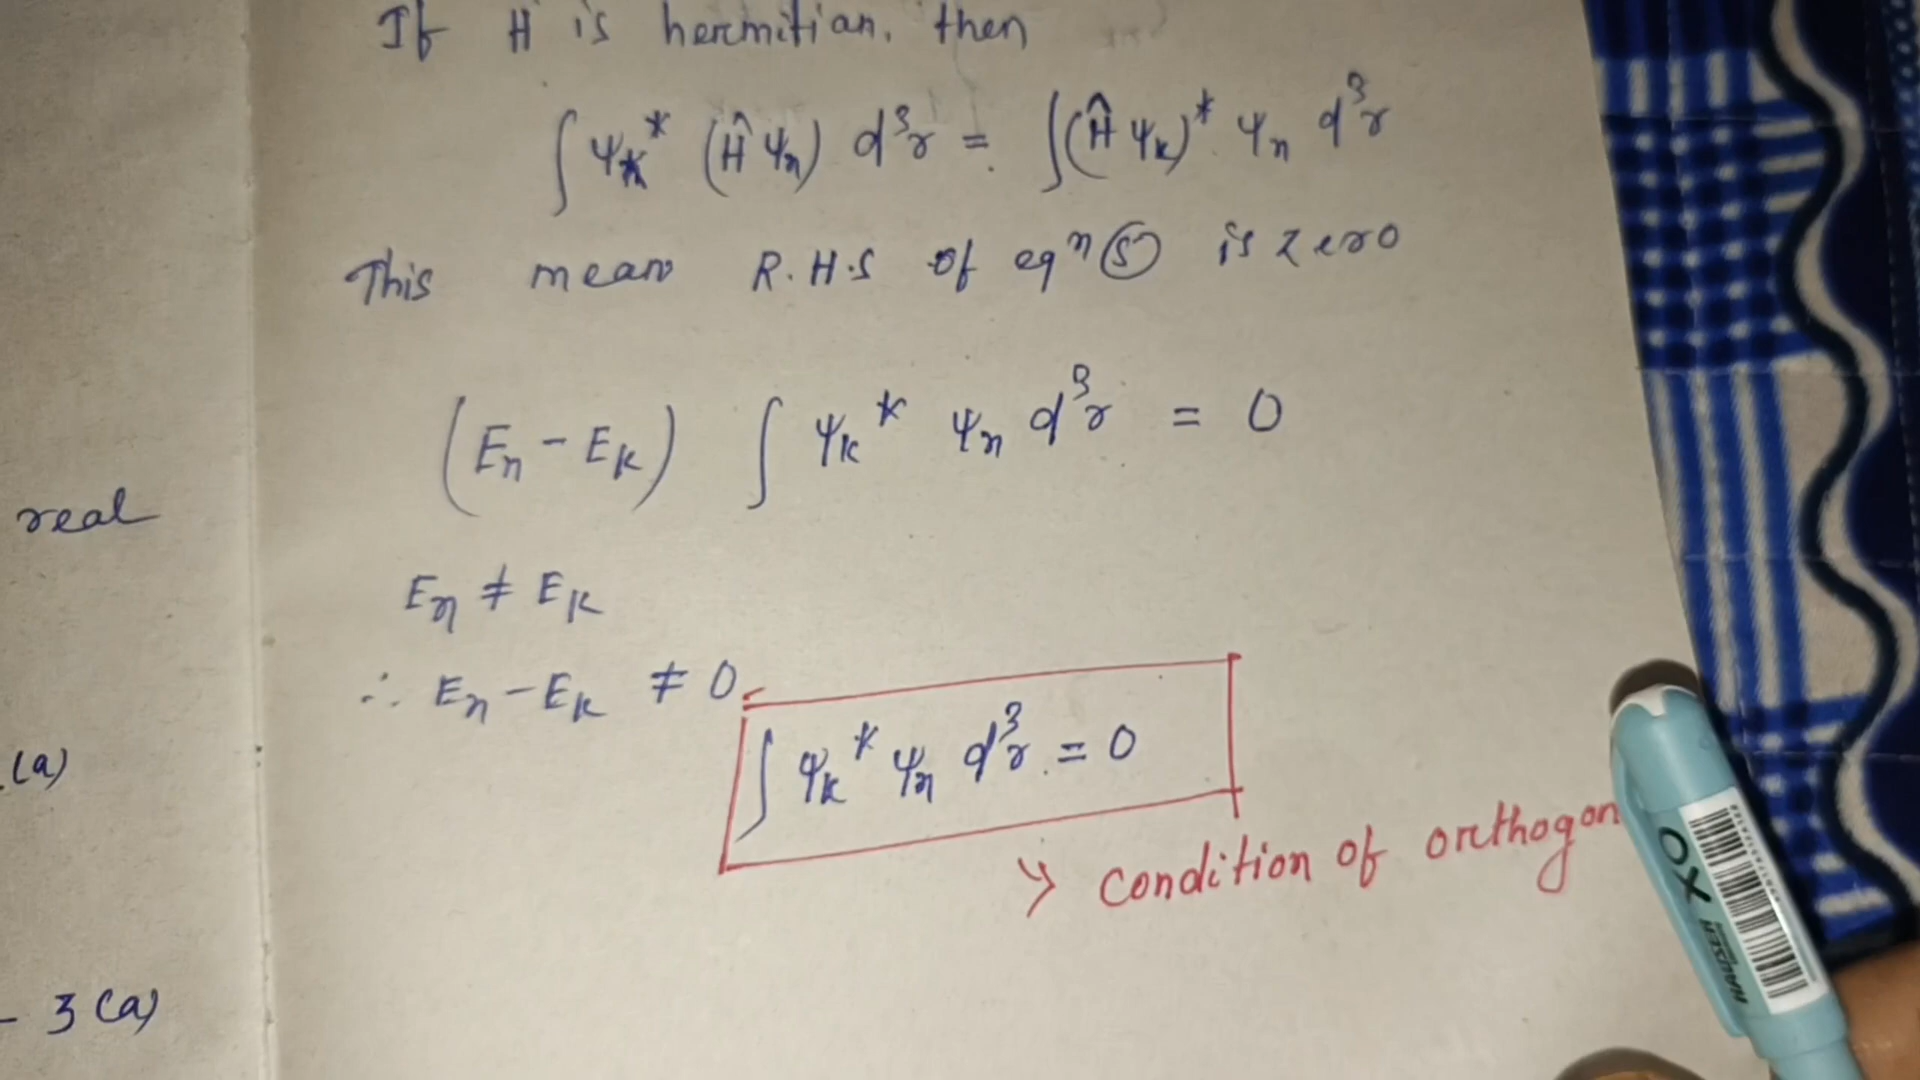 If H is hermitian, then
∫ψk* (Ĥψn) d³r = ∫(Ĥψk)* ψn d³r
This mean R.H.S of eqⁿ ⑤ is zero
(En - Ek) ∫ ψk* ψn d³r = 0
real
En ≠ Ek
∴ En - Ek ≠ 0
∫ψk* ψn d³r = 0
(a)
condition of orthogon
- 3 (a)
OX
HAUSER